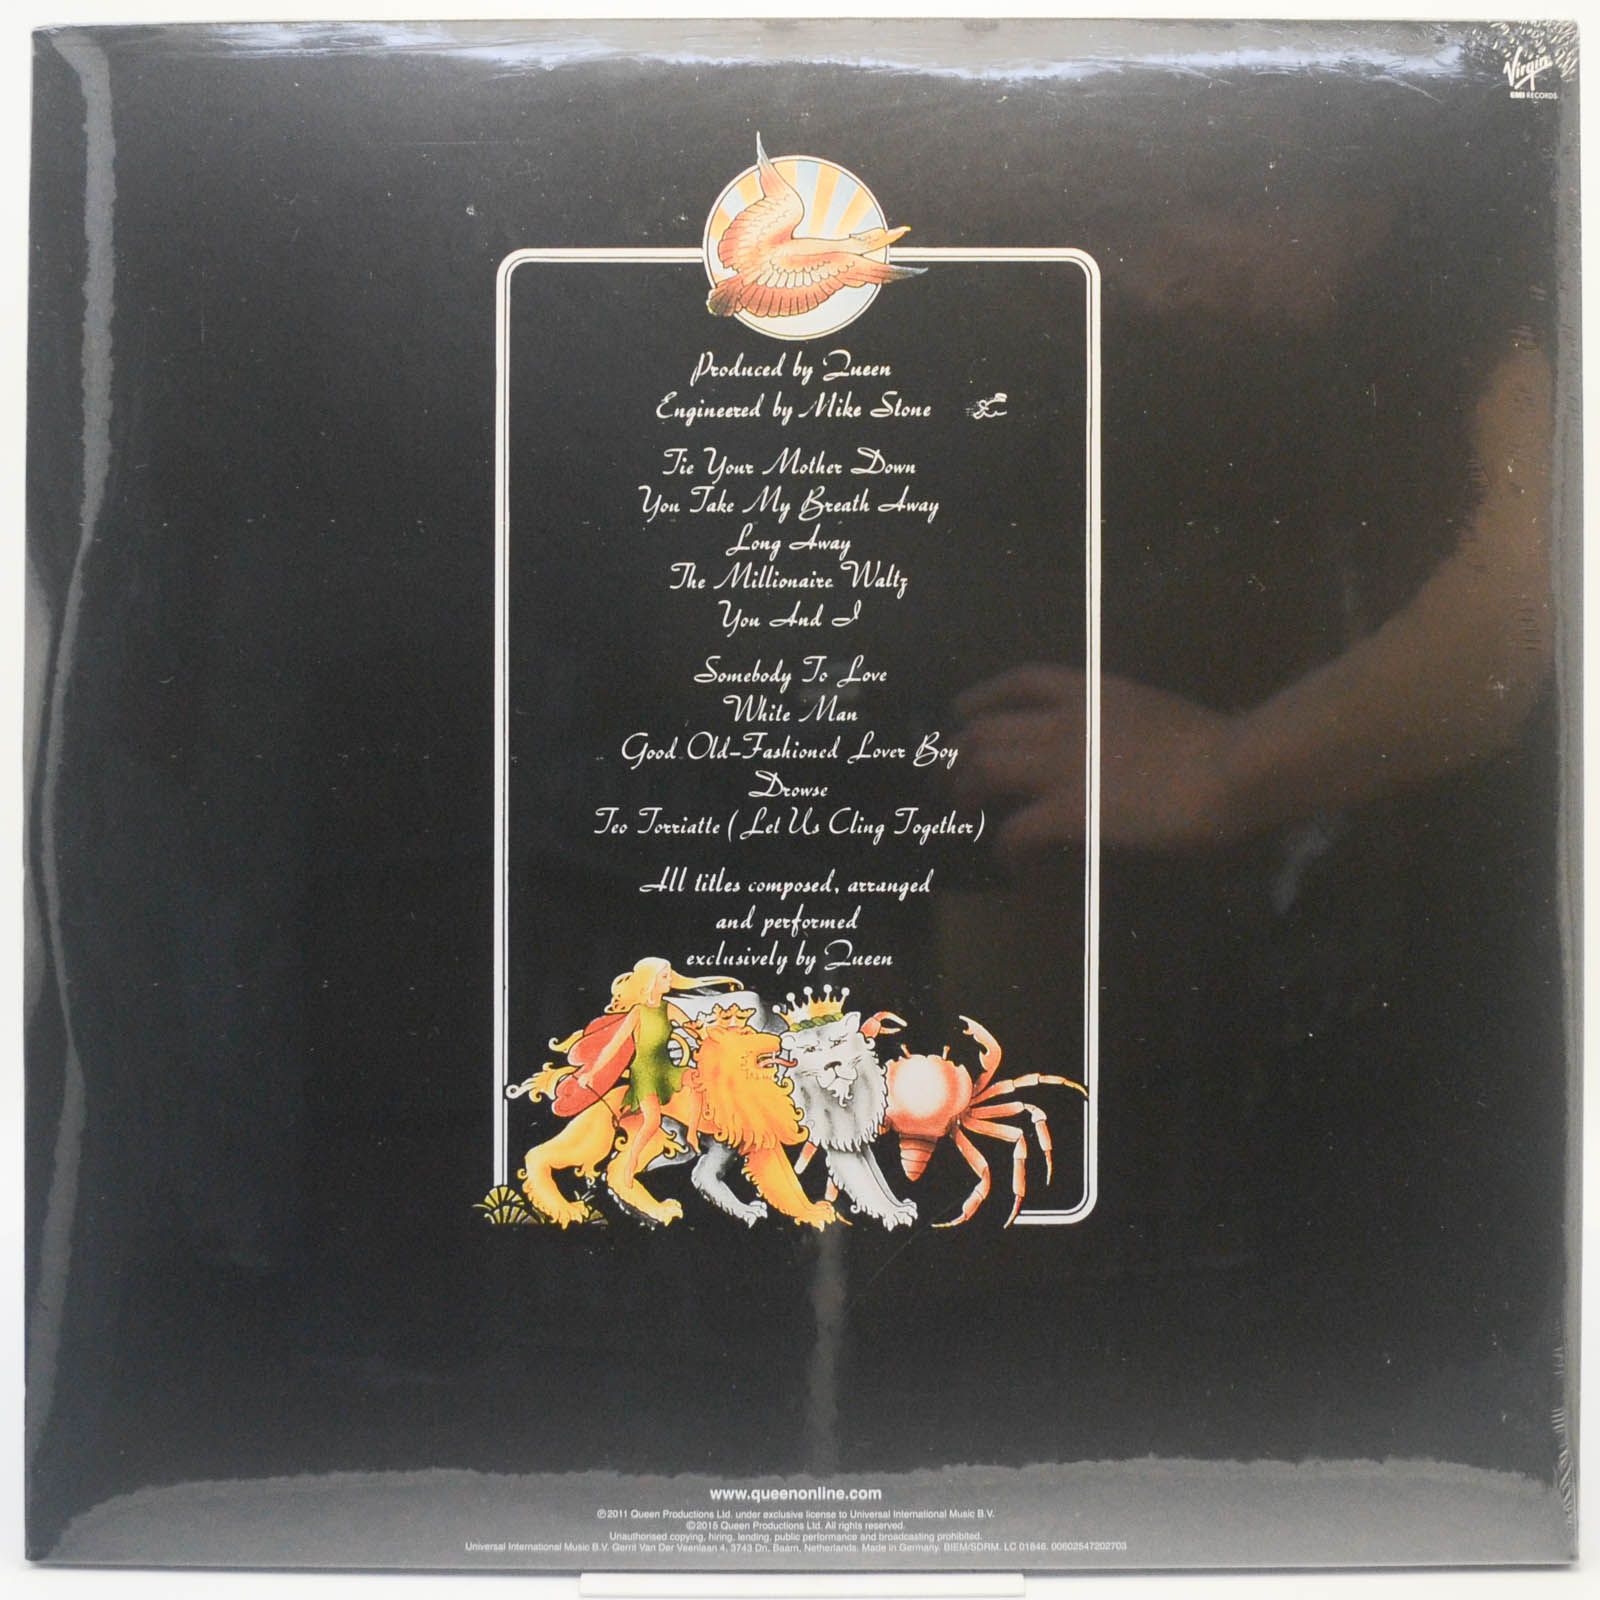 Virgin
EMI RECORDS
Produced by Queen
Engineered by Mike Stone
Tie Your Mother Down
You Take My Breath Away
Long Away
The Millionaire Waltz
You And I
Somebody To Love
White Man
Good Old-Fashioned Lover Boy
Drowse
Teo Torriatte (Let Us Cling Together)
All titles composed, arranged
and performed
exclusively by Queen
www.queenonline.com
℗2011 Queen Productions Ltd. under exclusive license to Universal International Music B.V.
©2015 Queen Productions Ltd. All rights reserved.
Unauthorised copying, hiring, lending, public performance and broadcasting prohibited.
Universal International Music B.V. Gerrit Van Der Veenlaan 4, 3743 Dn, Baarn, Netherlands. Made in Germany. BIEM/SDRM. LC 01846. 00602547202703